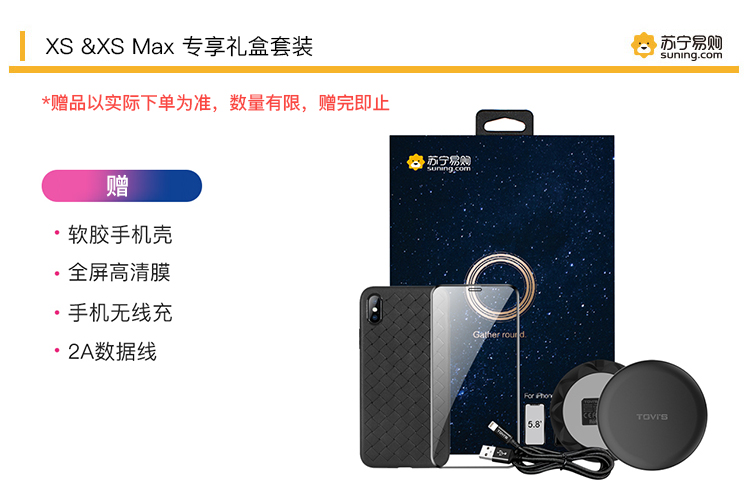 XS &XS Max 专享礼盒套装
苏宁易购
suning.com
*赠品以实际下单为准，数量有限，赠完即止
赠
• 软胶手机壳
• 全屏高清膜
• 手机无线充
• 2A数据线
苏宁易购
suning.com
Gather round.
For iPhone
5.8"
TOVI'S